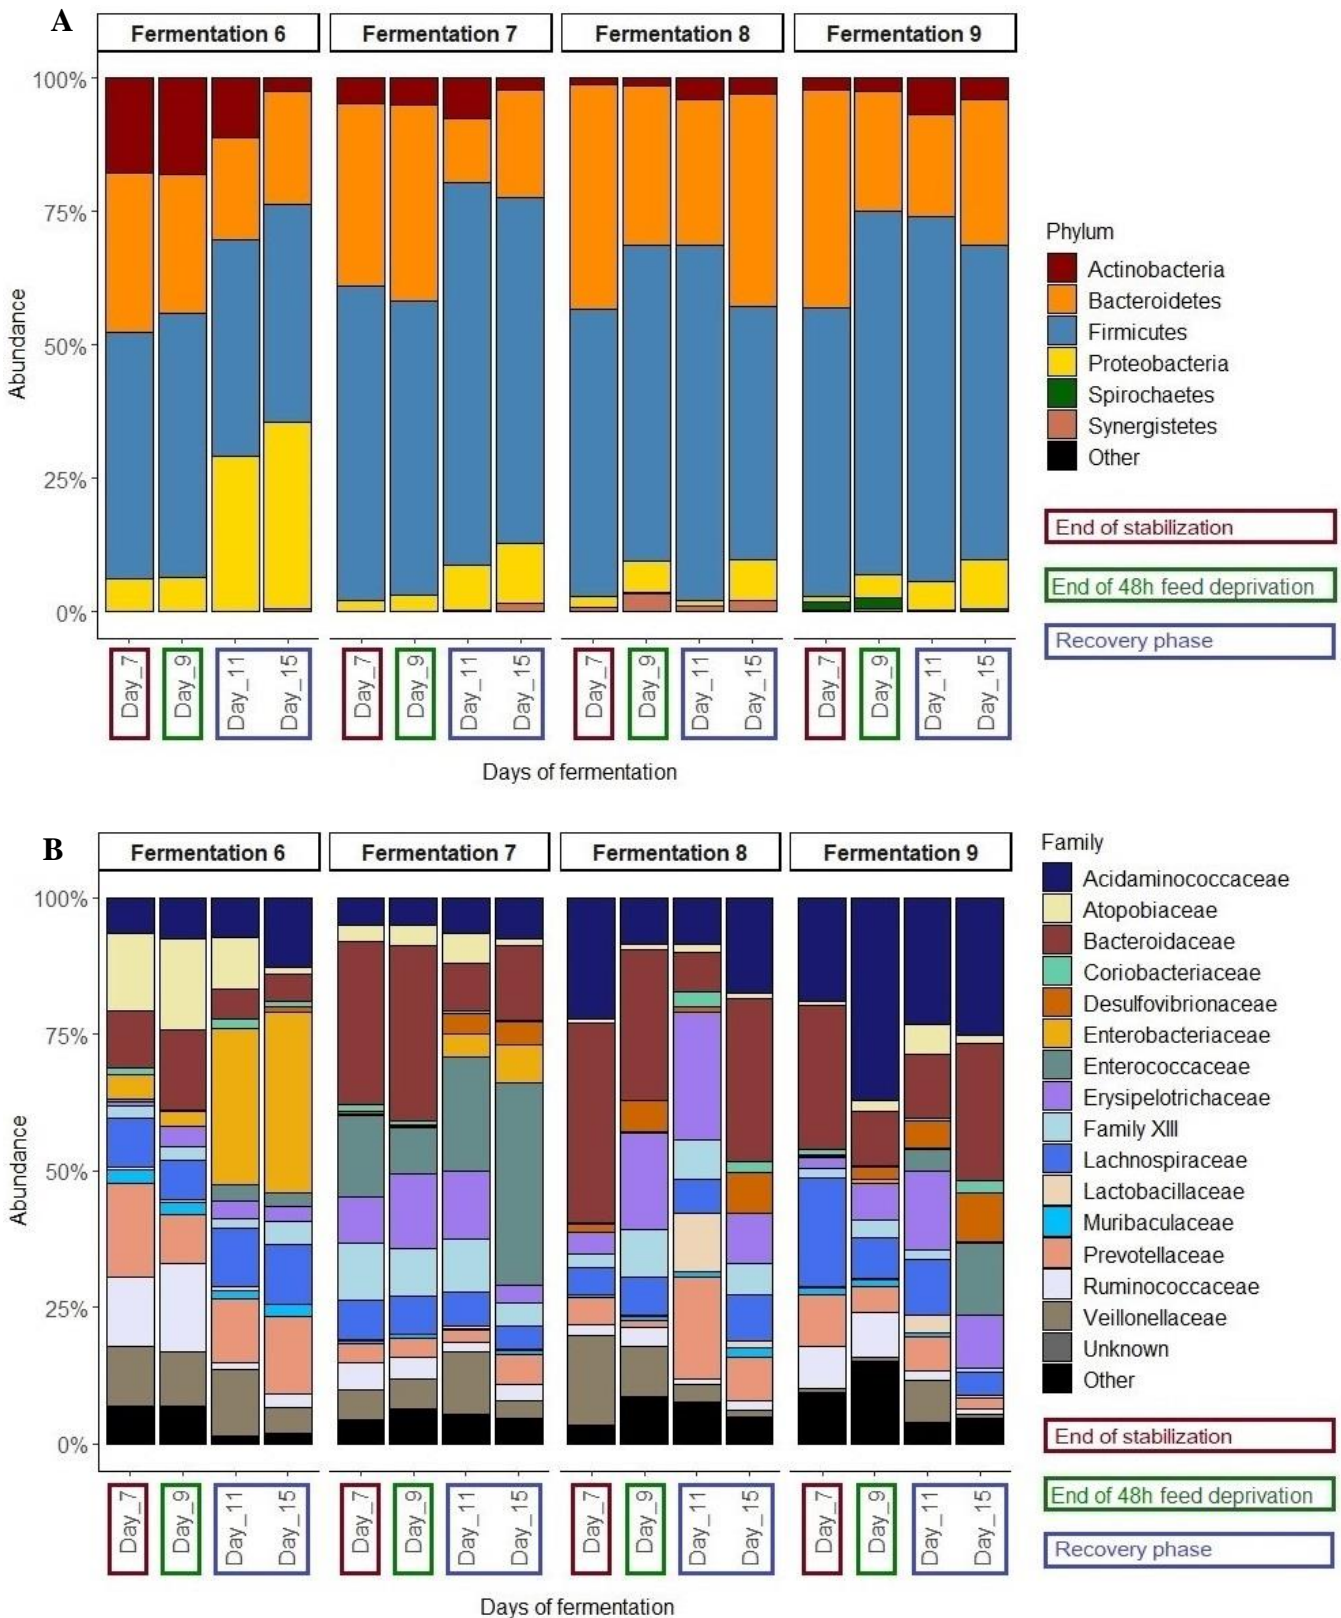 A
Fermentation 6
Fermentation 7
Fermentation 8
Fermentation 9
100%
75%
50%
25%
0%
Abundance
Day_7
Day_9
Day_11
Day_15
Day_7
Day_9
Day_11
Day_15
Day_7
Day_9
Day_11
Day_15
Day_7
Day_9
Day_11
Day_15
Days of fermentation
Phylum
Actinobacteria
Bacteroidetes
Firmicutes
Proteobacteria
Spirochaetes
Synergistetes
Other
End of stabilization
End of 48h feed deprivation
Recovery phase
B
Fermentation 6
Fermentation 7
Fermentation 8
Fermentation 9
100%
75%
50%
25%
0%
Abundance
Day_7
Day_9
Day_11
Day_15
Day_7
Day_9
Day_11
Day_15
Day_7
Day_9
Day_11
Day_15
Day_7
Day_9
Day_11
Day_15
Days of fermentation
Family
Acidaminococcaceae
Atopobiaceae
Bacteroidaceae
Coriobacteriaceae
Desulfovibrionaceae
Enterobacteriaceae
Enterococcaceae
Erysipelotrichaceae
Family XIII
Lachnospiraceae
Lactobacillaceae
Muribaculaceae
Prevotellaceae
Ruminococcaceae
Veillonellaceae
Unknown
Other
End of stabilization
End of 48h feed deprivation
Recovery phase